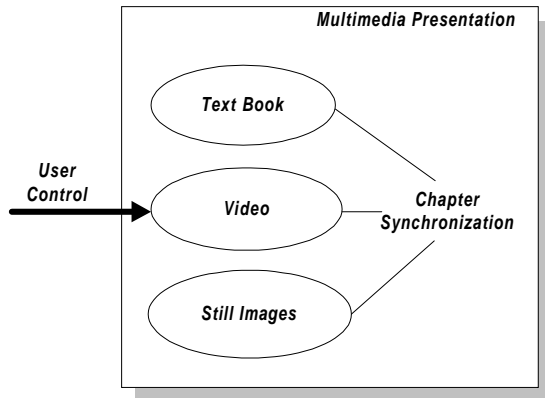 Multimedia Presentation
Text Book
User
Control
Video
Chapter
Synchronization
Still Images